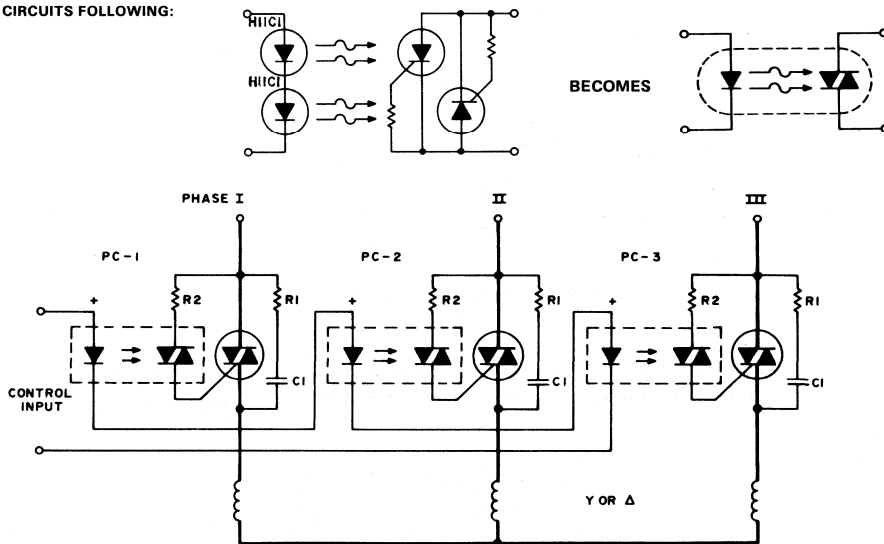 CIRCUITS FOLLOWING:
H11C1
H11C1
BECOMES
PHASE I
II
III
PC-1
PC-2
PC-3
+
R2
R1
+
R2
R1
+
R2
R1
C1
C1
C1
CONTROL
INPUT
Y OR Δ